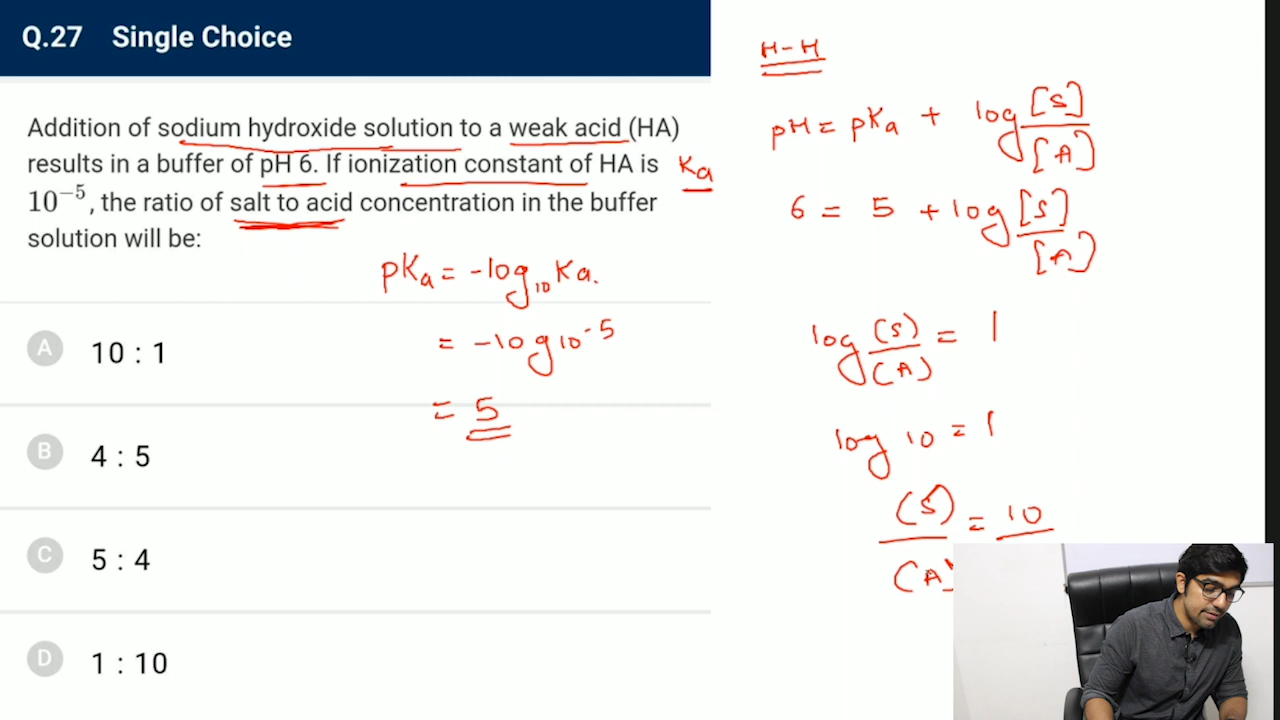 Q.27 Single Choice
Addition of sodium hydroxide solution to a weak acid (HA)
results in a buffer of pH 6. If ionization constant of HA is Ka
10⁻⁵, the ratio of salt to acid concentration in the buffer
solution will be:
pKa = -log₁₀ Ka.
= -log 10⁻⁵
= 5
A 10 : 1
B 4 : 5
C 5 : 4
D 1 : 10
H-H
pH = pKa + log [S]/[A]
6 = 5 + log [S]/[A]
log (S)/(A) = 1
log 10 = 1
(S)/(A) = 10